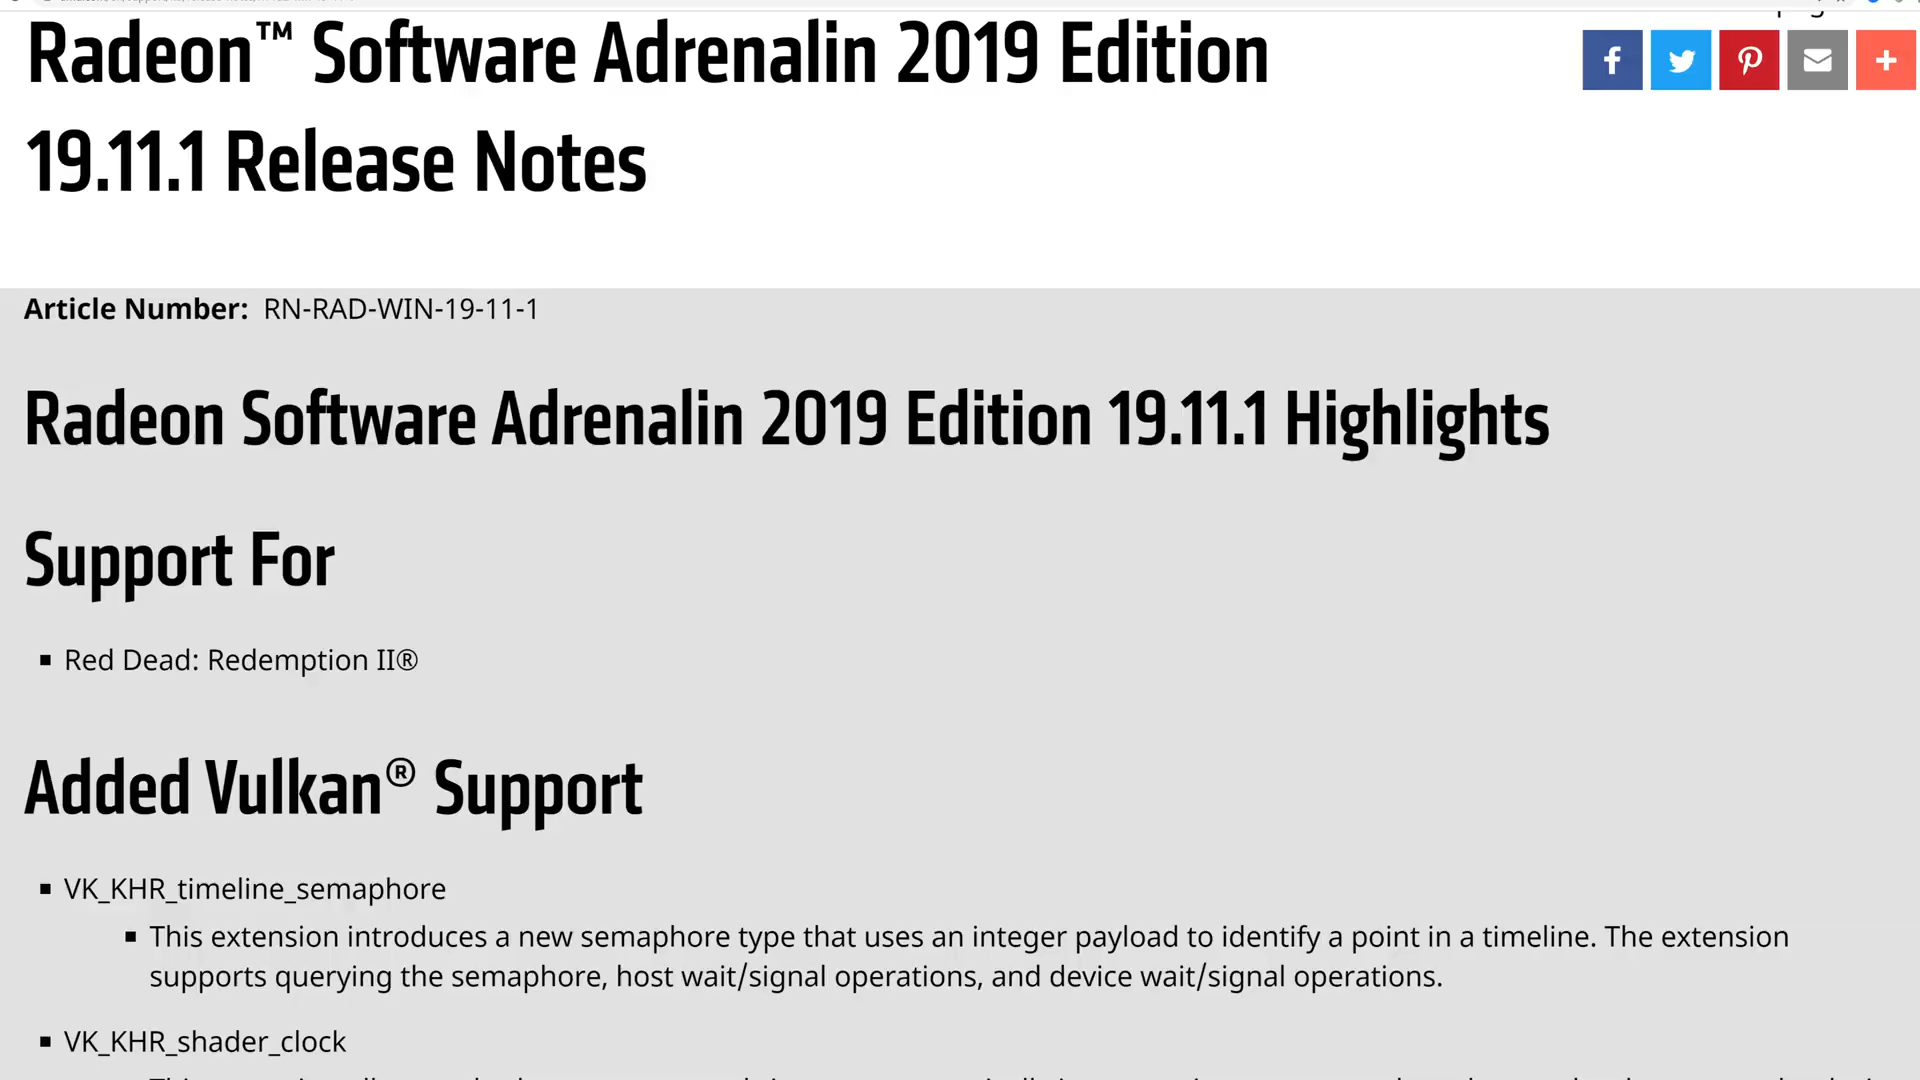 Radeon™ Software Adrenalin 2019 Edition
19.11.1 Release Notes
Article Number: RN-RAD-WIN-19-11-1
Radeon Software Adrenalin 2019 Edition 19.11.1 Highlights
Support For
▪ Red Dead: Redemption II®
Added Vulkan® Support
▪ VK_KHR_timeline_semaphore
▪ This extension introduces a new semaphore type that uses an integer payload to identify a point in a timeline. The extension
supports querying the semaphore, host wait/signal operations, and device wait/signal operations.
▪ VK_KHR_shader_clock